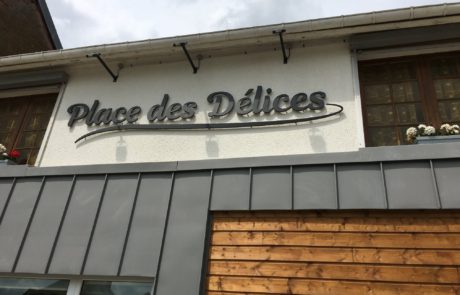 Place des Délices